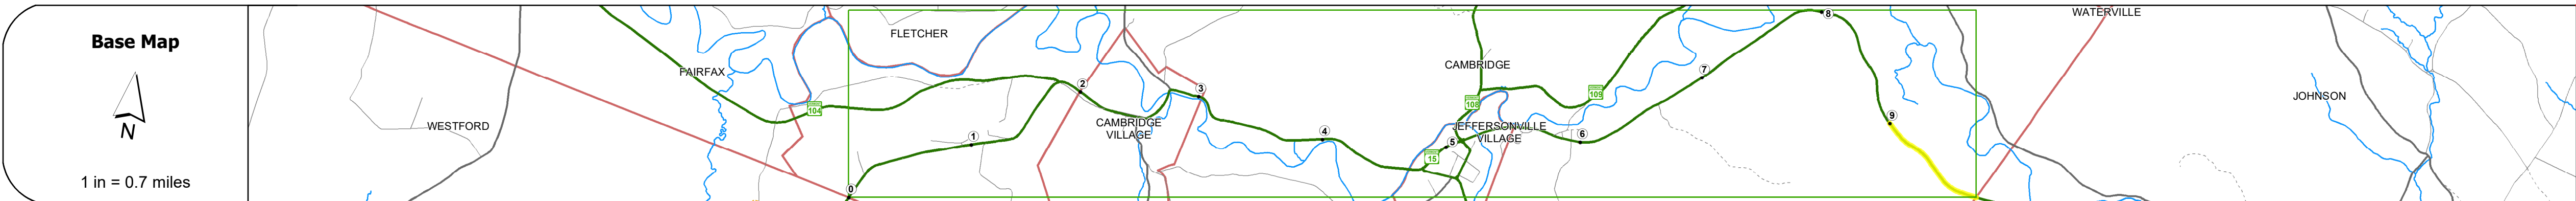 Base Map
N
1 in = 0.7 miles
WESTFORD
FAIRFAX
FLETCHER
104
0
1
2
CAMBRIDGE
VILLAGE
3
4
CAMBRIDGE
108
109
JEFFERSONVILLE
VILLAGE
5
15
6
7
8
9
WATERVILLE
JOHNSON